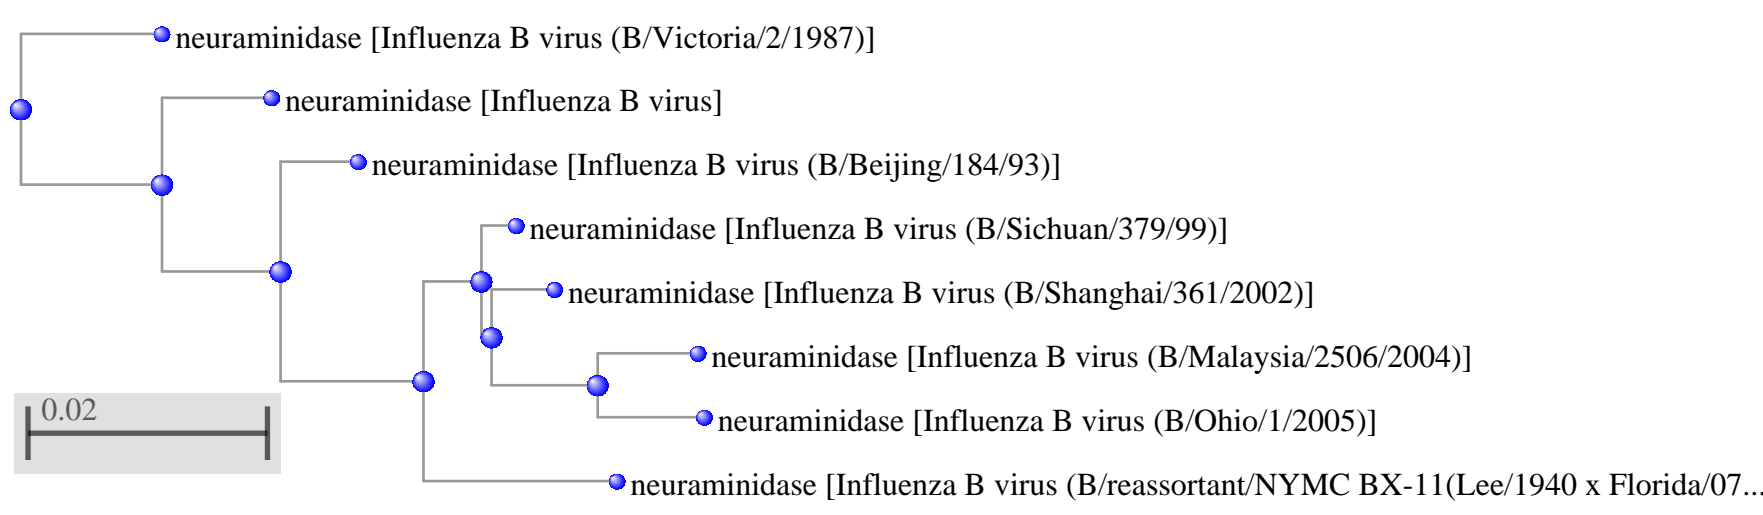 neuraminidase [Influenza B virus (B/Victoria/2/1987)]
neuraminidase [Influenza B virus]
neuraminidase [Influenza B virus (B/Beijing/184/93)]
neuraminidase [Influenza B virus (B/Sichuan/379/99)]
neuraminidase [Influenza B virus (B/Shanghai/361/2002)]
neuraminidase [Influenza B virus (B/Malaysia/2506/2004)]
0.02
neuraminidase [Influenza B virus (B/Ohio/1/2005)]
neuraminidase [Influenza B virus (B/reassortant/NYMC BX-11(Lee/1940 x Florida/07...